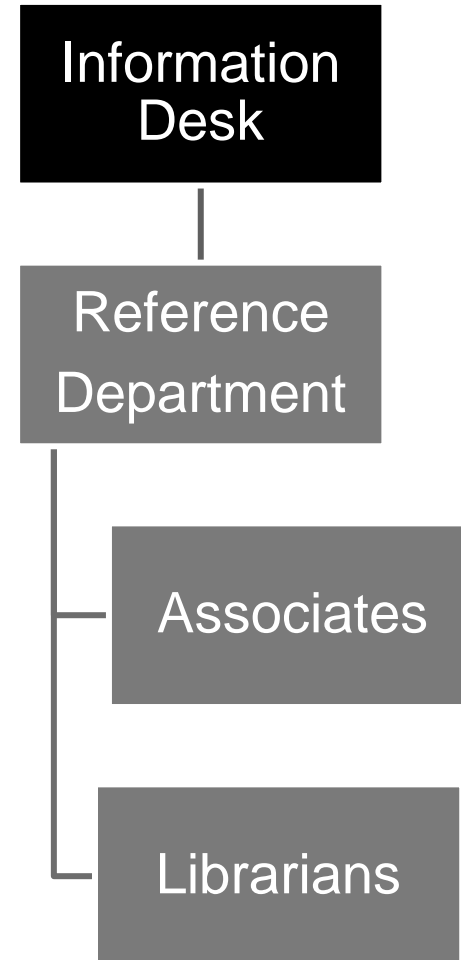 Information
Desk
Reference
Department
Associates
Librarians